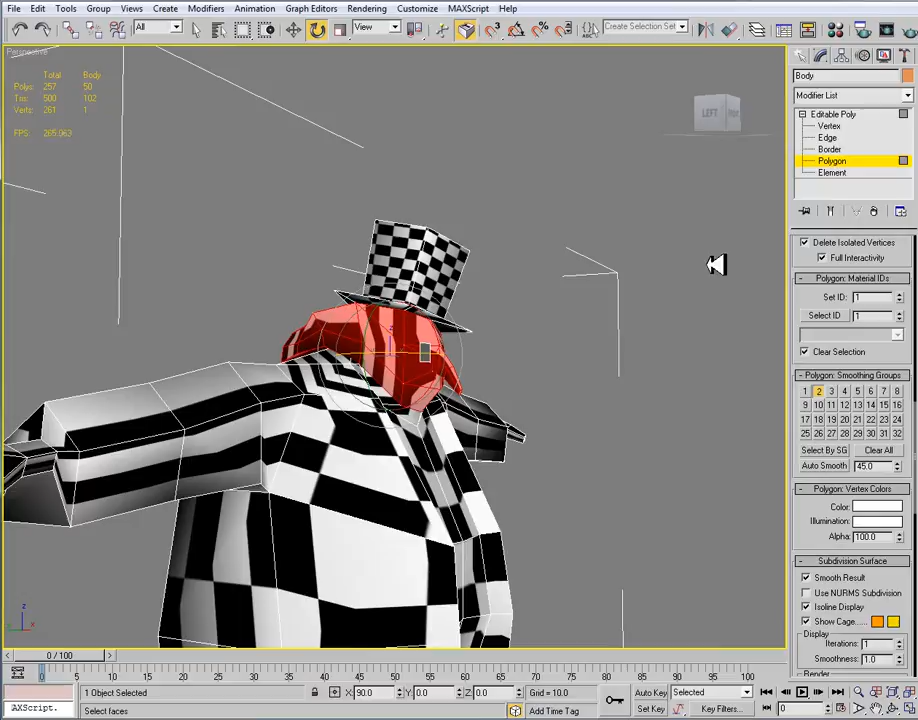 File Edit Tools Group Views Create Modifiers Animation Graph Editors Rendering Customize MAXScript Help
All View Create Selection Set
Perspective
Total Body
Polys: 257 50
Tris: 500 102
Verts: 261 1
FPS: 265.963
LEFT
Body
Modifier List
Editable Poly
Vertex
Edge
Border
Polygon
Element
Delete Isolated Vertices
Full Interactivity
- Polygon: Material IDs
Set ID: 1
Select ID 1
Clear Selection
- Polygon: Smoothing Groups
1 2 3 4 5 6 7 8
9 10 11 12 13 14 15 16
17 18 19 20 21 22 23 24
25 26 27 28 29 30 31 32
Select By SG Clear All
Auto Smooth 45.0
- Polygon: Vertex Colors
Color:
Illumination:
Alpha: 100.0
- Subdivision Surface
Smooth Result
Use NURMS Subdivision
Isoline Display
Show Cage......
Display
Iterations: 1
Smoothness: 1.0
Render
z
x
< 0 / 100 >
0 5 10 15 20 25 30 35 40 45 50 55 60 65 70 75 80 85 90 95 100
1 Object Selected X: 90.0 Y: 0.0 Z: 0.0 Grid = 10.0 Auto Key Selected
'AXScript. Select faces Add Time Tag Set Key Key Filters... 0